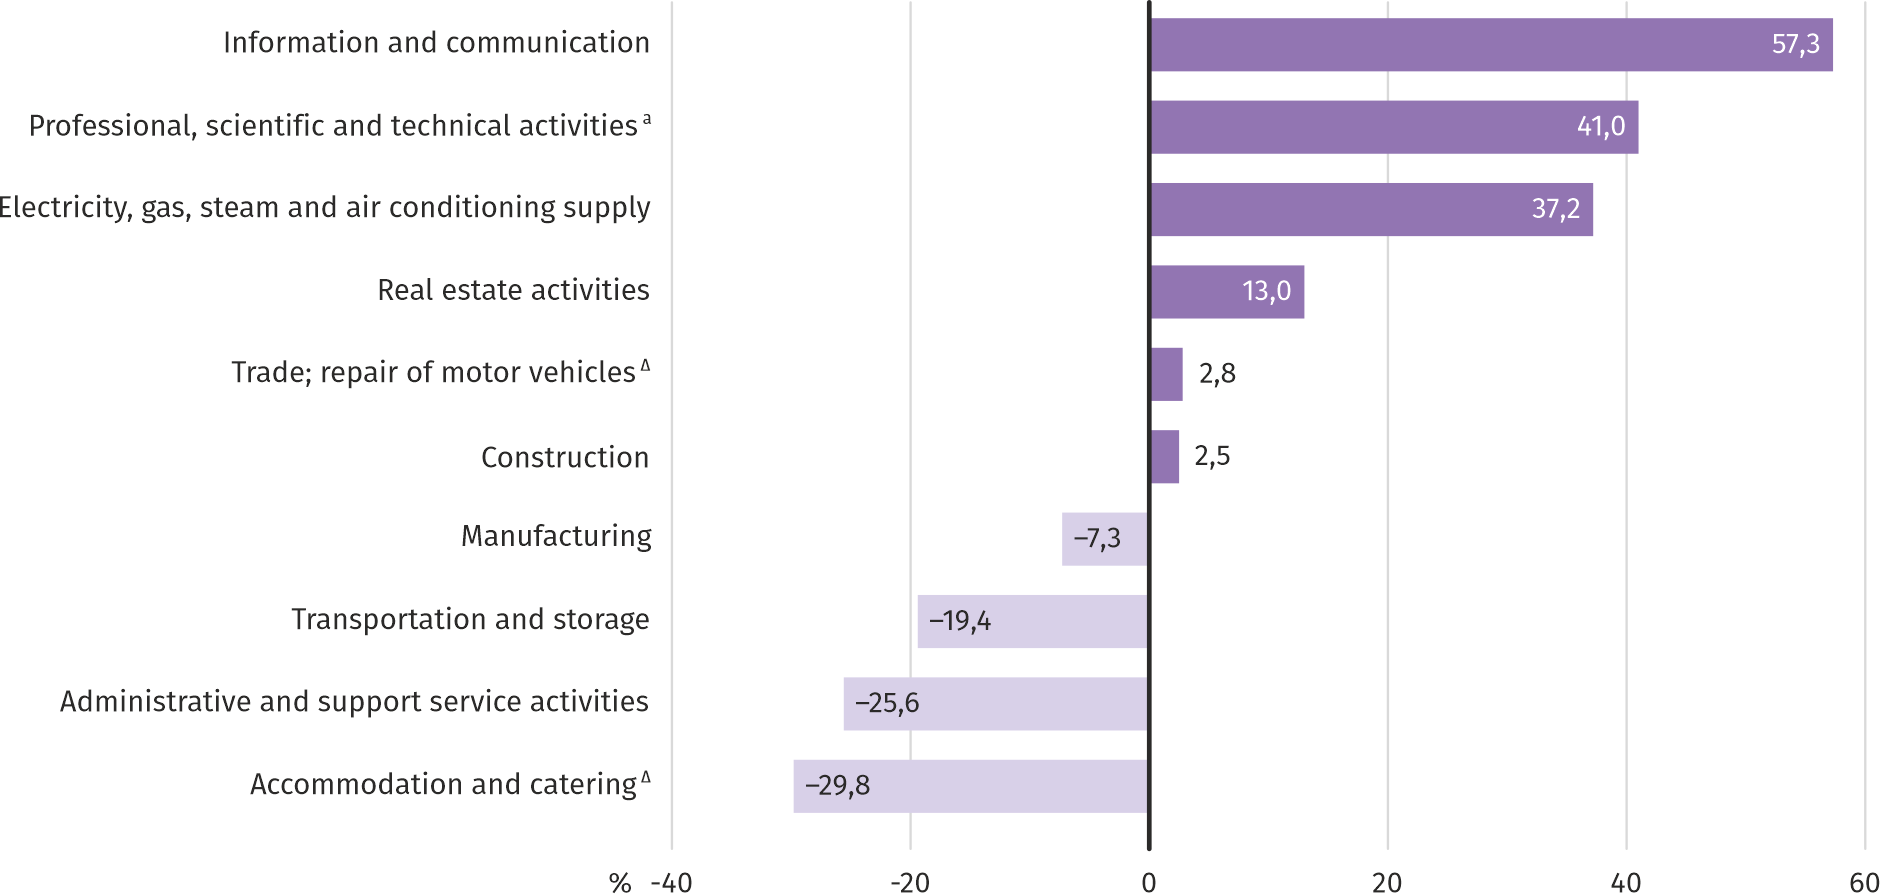 Information and communication 57,3
Professional, scientific and technical activities a 41,0
Electricity, gas, steam and air conditioning supply 37,2
Real estate activities 13,0
Trade; repair of motor vehicles Δ 2,8
Construction 2,5
Manufacturing –7,3
Transportation and storage –19,4
Administrative and support service activities –25,6
Accommodation and catering Δ –29,8
% -40 -20 0 20 40 60